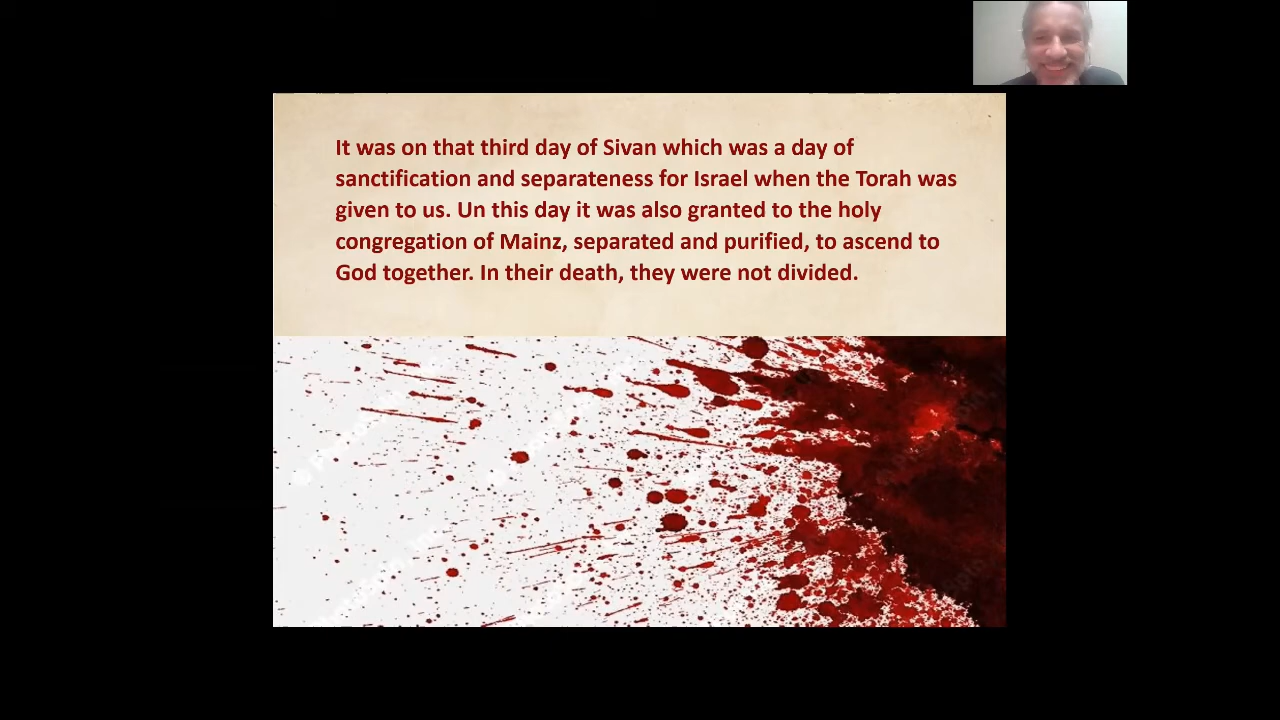 It was on that third day of Sivan which was a day of
sanctification and separateness for Israel when the Torah was
given to us. Un this day it was also granted to the holy
congregation of Mainz, separated and purified, to ascend to
God together. In their death, they were not divided.